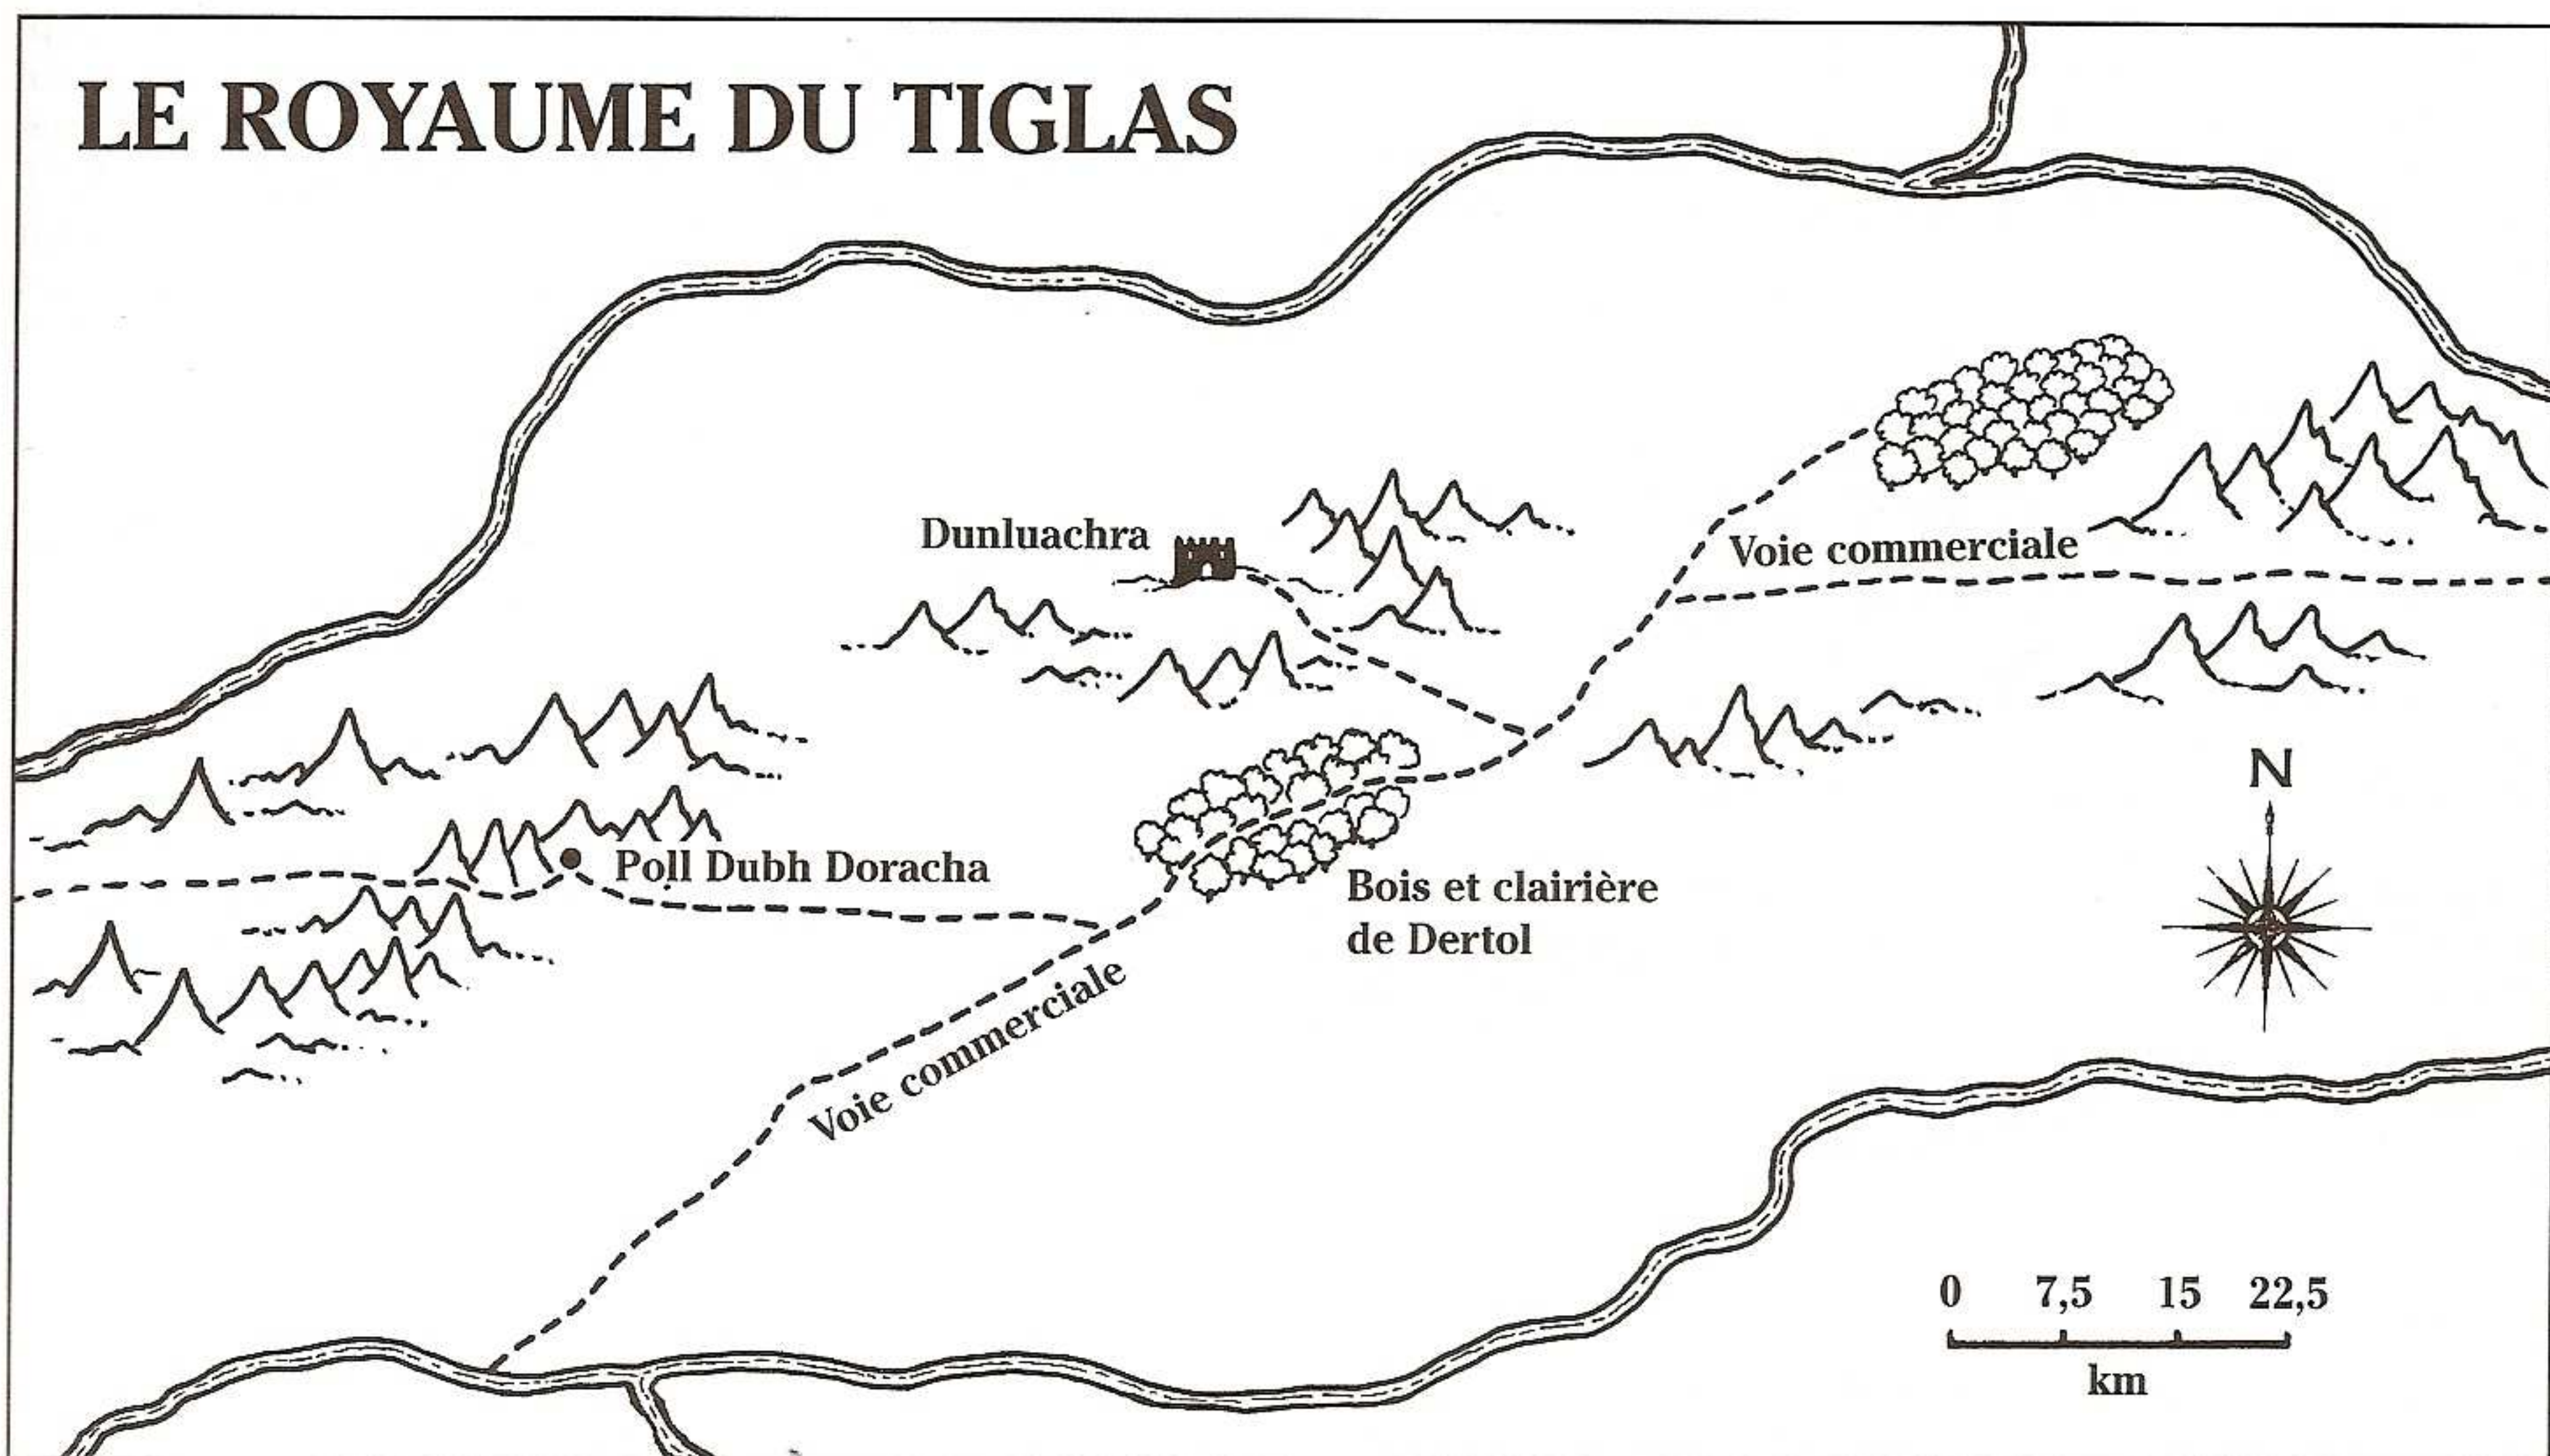 LE ROYAUME DU TIGLAS
Dunluachra
Voie commerciale
N
Poll Dubh Doracha
Bois et clairière
de Dertol
Voie commerciale
0 7,5 15 22,5
km